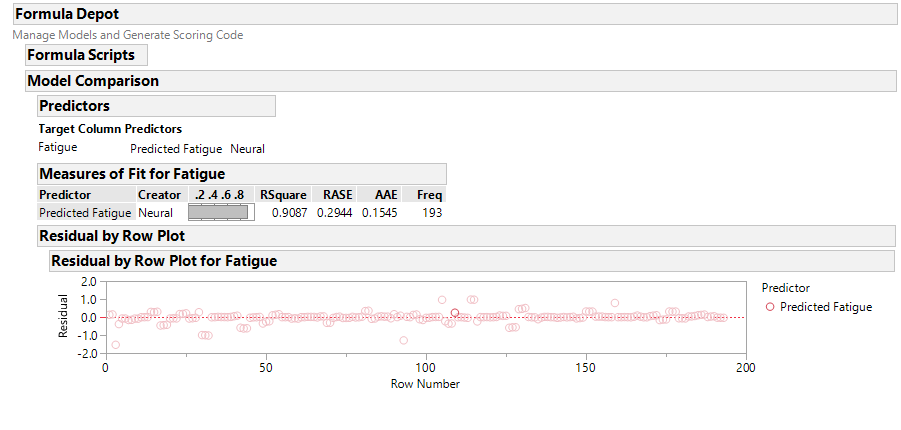 Formula Depot
Manage Models and Generate Scoring Code
Formula Scripts
Model Comparison
Predictors
Target Column Predictors
Fatigue Predicted Fatigue Neural
Measures of Fit for Fatigue
Predictor Creator .2 .4 .6 .8 RSquare RASE AAE Freq
Predicted Fatigue Neural 0.9087 0.2944 0.1545 193
Residual by Row Plot
Residual by Row Plot for Fatigue
2.0
1.0
0.0
-1.0
-2.0
Residual
0 50 100 150 200
Row Number
Predictor
Predicted Fatigue